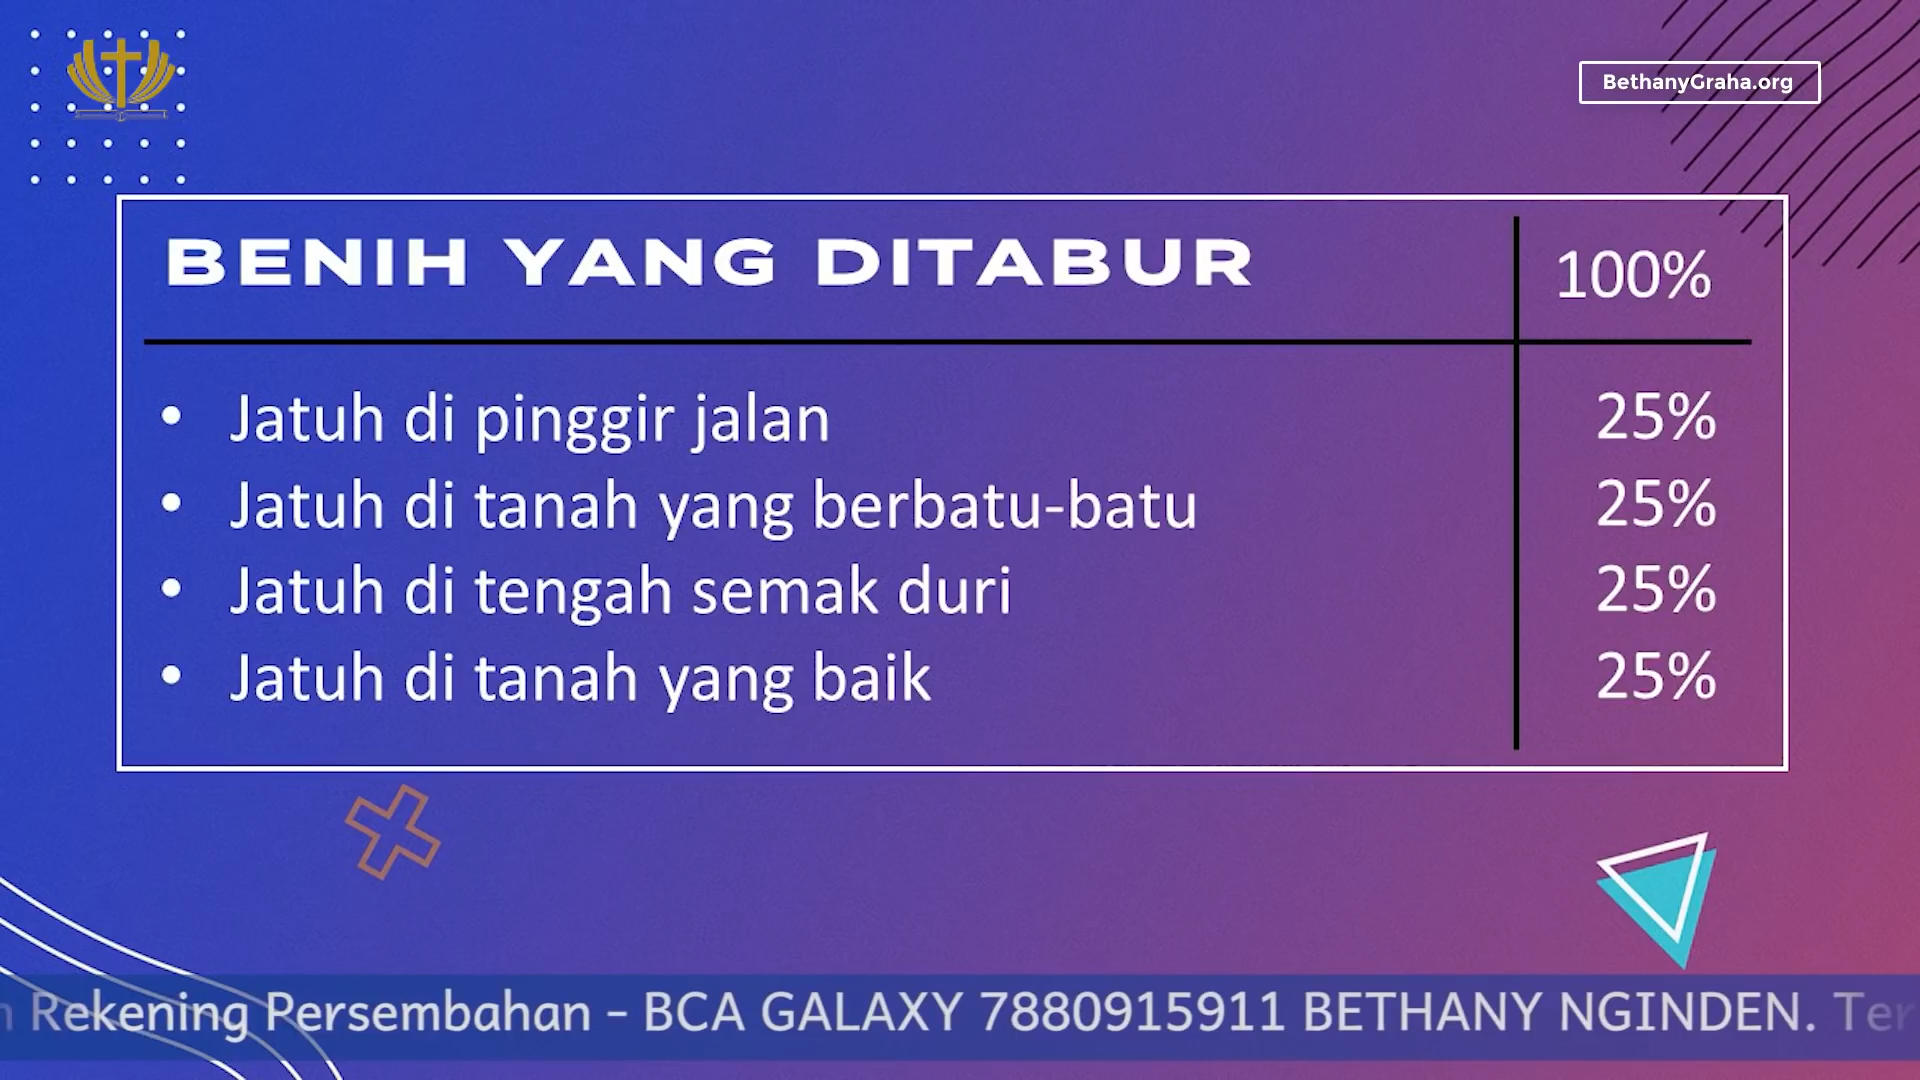 BethanyGraha.org
BENIH YANG DITABUR 100%
• Jatuh di pinggir jalan 25%
• Jatuh di tanah yang berbatu-batu 25%
• Jatuh di tengah semak duri 25%
• Jatuh di tanah yang baik 25%
Rekening Persembahan - BCA GALAXY 7880915911 BETHANY NGINDEN.